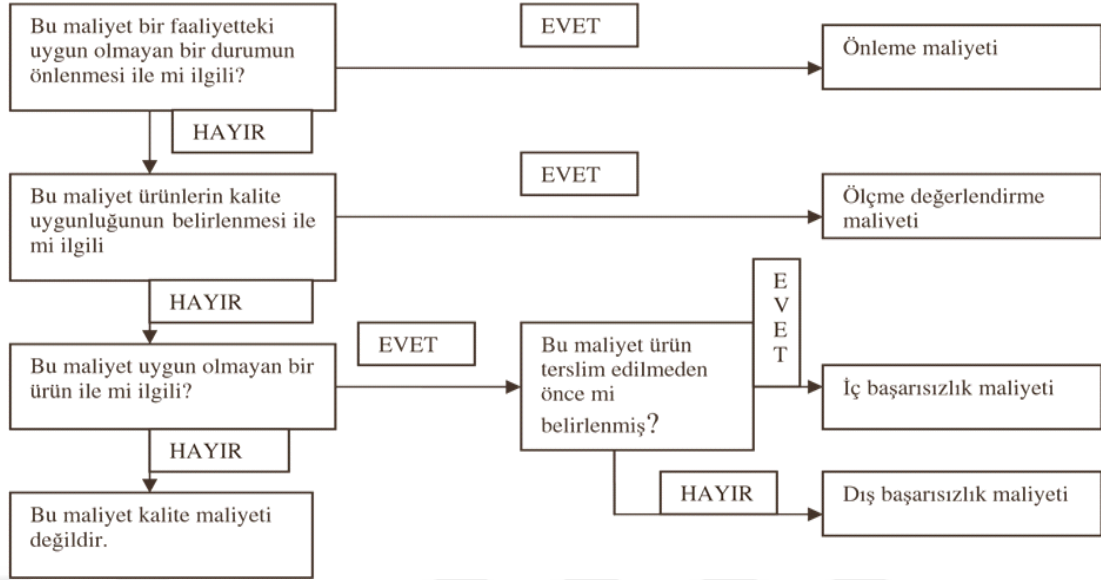 Bu maliyet bir faaliyetteki
uygun olmayan bir durumun
önlenmesi ile mi ilgili?
EVET
Önleme maliyeti
HAYIR
Bu maliyet ürünlerin kalite
uygunluğunun belirlenmesi ile
mi ilgili
EVET
Ölçme değerlendirme
maliyeti
HAYIR
Bu maliyet uygun olmayan bir
ürün ile mi ilgili?
EVET
Bu maliyet ürün
terslim edilmeden
önce mi
belirlenmiş?
E
V
E
T
İç başarısızlık maliyeti
HAYIR
HAYIR
Dış başarısızlık maliyeti
Bu maliyet kalite maliyeti
değildir.